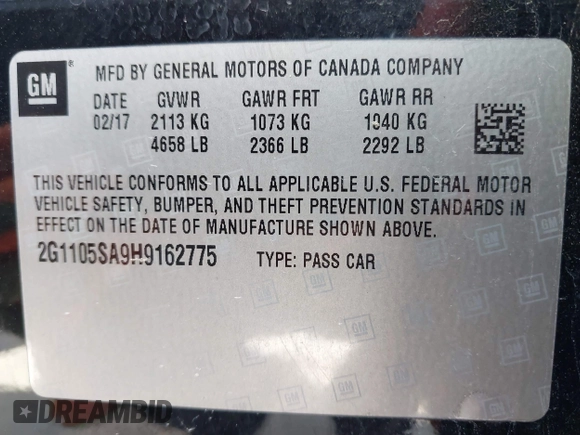 GM ® MFD BY GENERAL MOTORS OF CANADA COMPANY
DATE GVWR GAWR FRT GAWR RR
02/17 2113 KG 1073 KG 1040 KG
4658 LB 2366 LB 2292 LB
THIS VEHICLE CONFORMS TO ALL APPLICABLE U.S. FEDERAL MOTOR
VEHICLE SAFETY, BUMPER, AND THEFT PREVENTION STANDARDS IN
EFFECT ON THE DATE OF MANUFACTURE SHOWN ABOVE.
2G1105SA9H9162775 TYPE: PASS CAR
DREAMBID